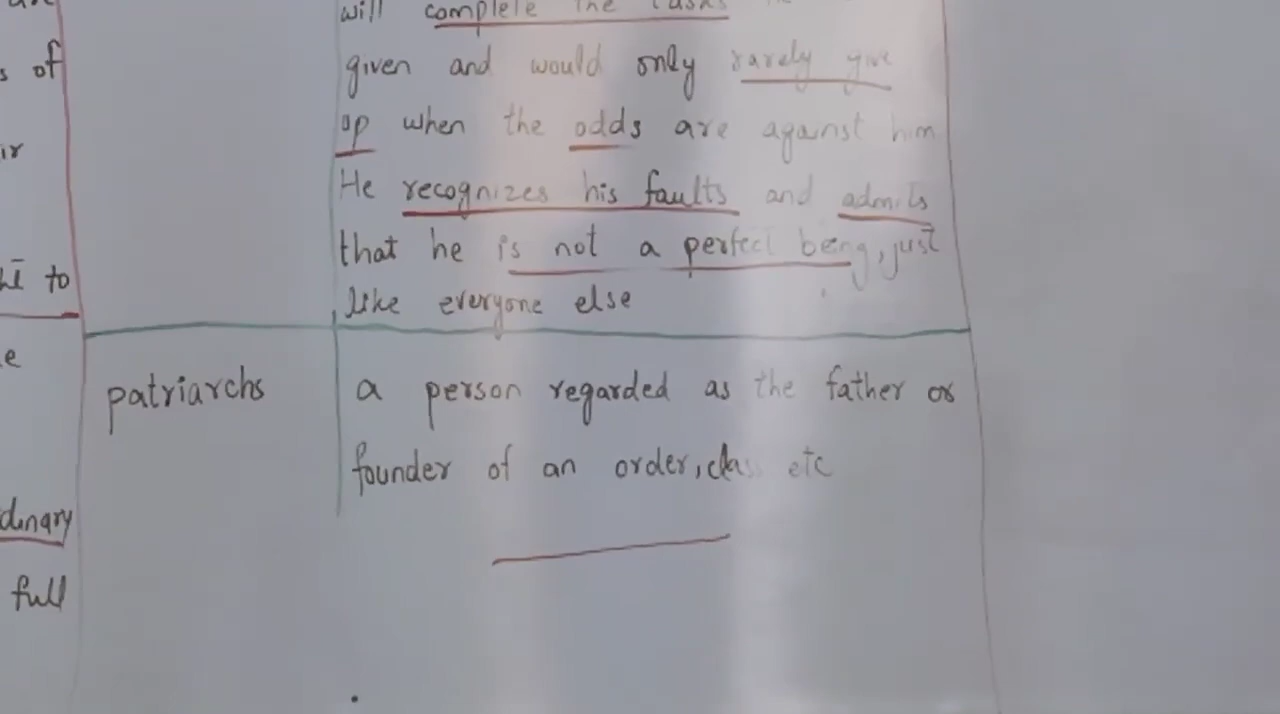 s of
ir
to
e
dinary
full
will complete the tasks
given and would only rarely give
up when the odds are against him
He recognizes his faults and admits
that he is not a perfect being, just
like everyone else
patriarchs
a person regarded as the father or
founder of an order, class etc